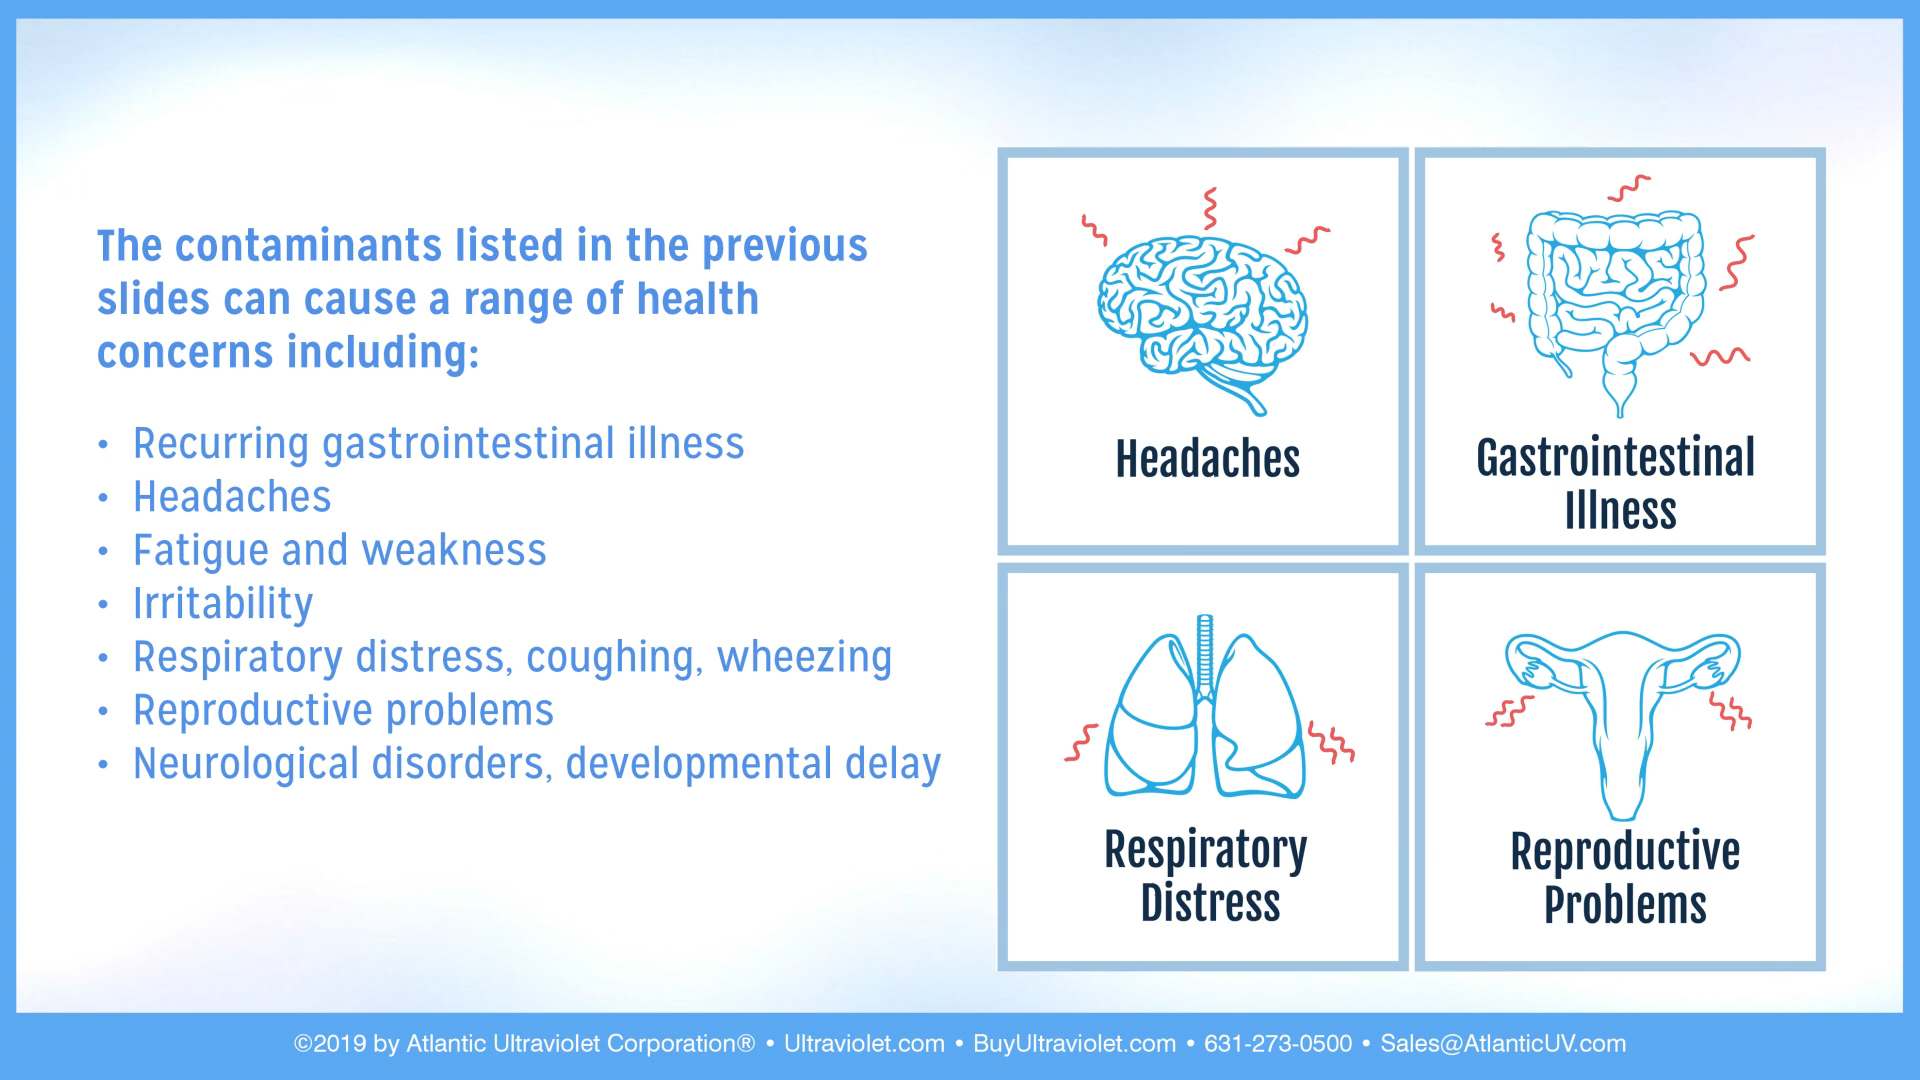 The contaminants listed in the previous
slides can cause a range of health
concerns including:
• Recurring gastrointestinal illness
• Headaches
• Fatigue and weakness
• Irritability
• Respiratory distress, coughing, wheezing
• Reproductive problems
• Neurological disorders, developmental delay
Headaches
Gastrointestinal
Illness
Respiratory
Distress
Reproductive
Problems
©2019 by Atlantic Ultraviolet Corporation® • Ultraviolet.com • BuyUltraviolet.com • 631-273-0500 • Sales@AtlanticUV.com